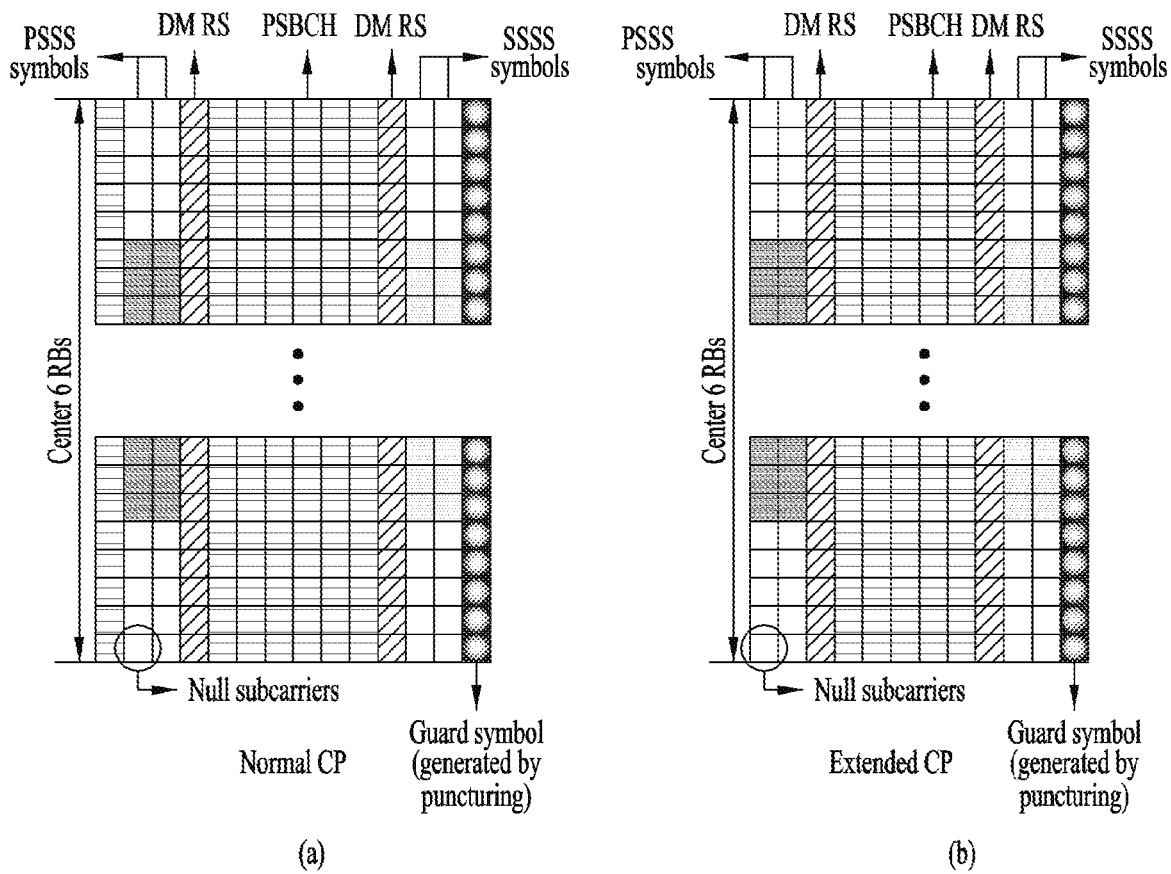 PSSS
symbols
DM RS
PSBCH
DM RS
SSSS
symbols
Center 6 RBs
Null subcarriers
Normal CP
Guard symbol
(generated by
puncturing)
(a)
PSSS
symbols
DM RS
PSBCH
DM RS
SSSS
symbols
Center 6 RBs
Null subcarriers
Extended CP
Guard symbol
(generated by
puncturing)
(b)